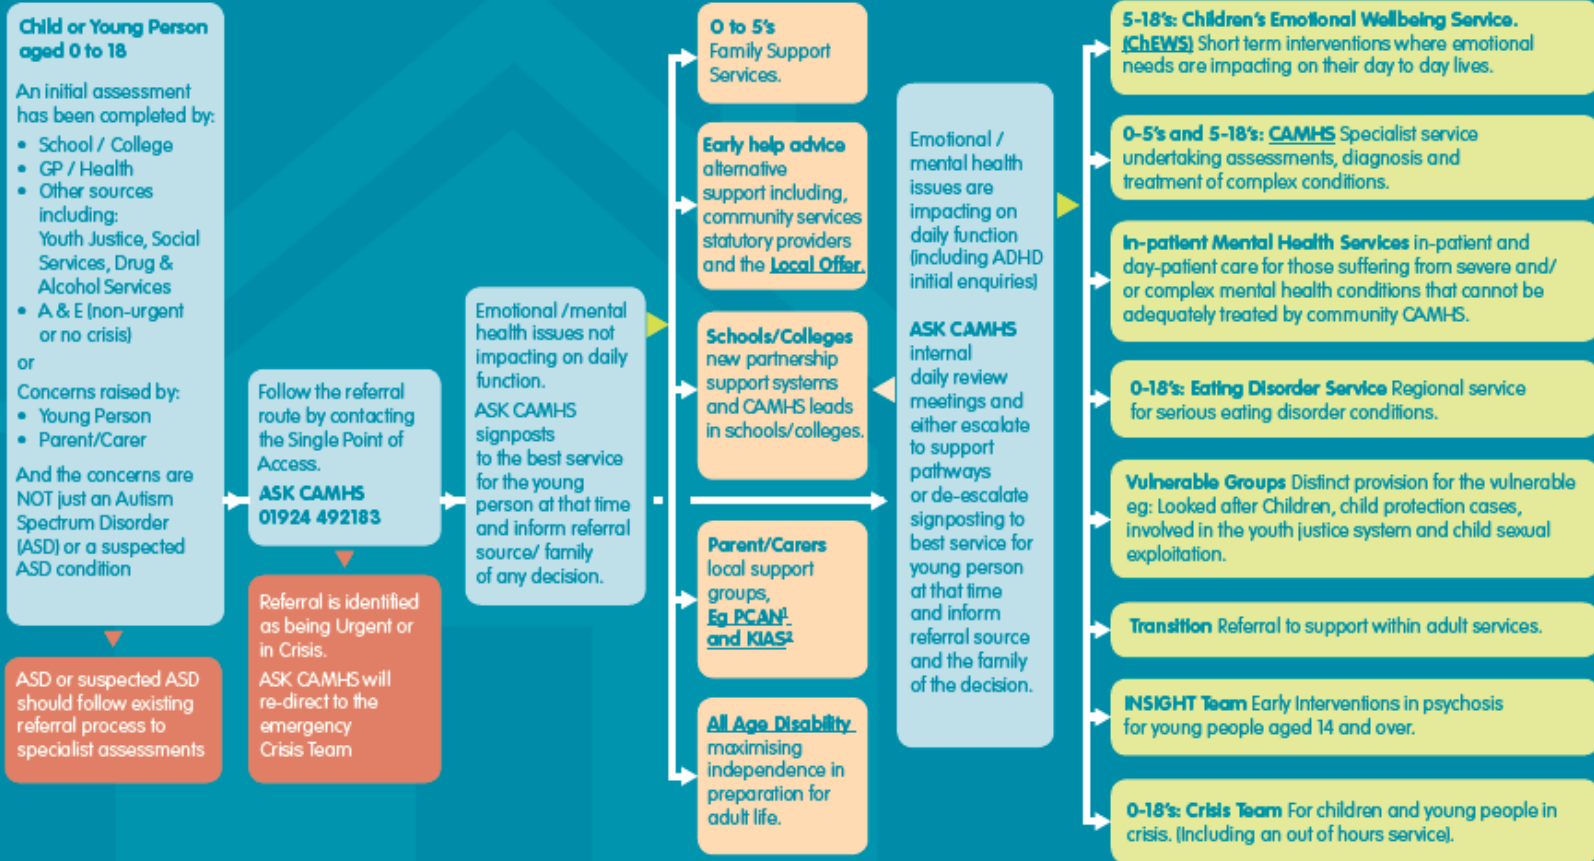 Child or Young Person
aged 0 to 18
An initial assessment
has been completed by:
• School / College
• GP / Health
• Other sources
including:
Youth Justice, Social
Services, Drug &
Alcohol Services
• A & E (non-urgent
or no crisis)
or
Concerns raised by:
• Young Person
• Parent/Carer
And the concerns are
NOT just an Autism
Spectrum Disorder
(ASD) or a suspected
ASD condition
ASD or suspected ASD
should follow existing
referral process to
specialist assessments
Follow the referral
route by contacting
the Single Point of
Access.
ASK CAMHS
01924 492183
Referral is identified
as being Urgent or
in Crisis.
ASK CAMHS will
re-direct to the
emergency
Crisis Team
Emotional /mental
health issues not
impacting on daily
function.
ASK CAMHS
signposts
to the best service
for the young
person at that time
and inform referral
source/ family
of any decision.
0 to 5's
Family Support
Services.
Early help advice
alternative
support including,
community services
statutory providers
and the Local Offer.
Schools/Colleges
new partnership
support systems
and CAMHS leads
in schools/colleges.
Parent/Carers
local support
groups,
Eg PCAN¹
and KIAS²
All Age Disability
maximising
independence in
preparation for
adult life.
Emotional /
mental health
issues are
impacting on
daily function
(including ADHD
initial enquiries)
ASK CAMHS
internal
daily review
meetings and
either escalate
to support
pathways
or de-escalate
signposting to
best service for
young person
at that time
and inform
referral source
and the family
of the decision.
5-18's: Children's Emotional Wellbeing Service.
(ChEWS) Short term interventions where emotional
needs are impacting on their day to day lives.
0-5's and 5-18's: CAMHS Specialist service
undertaking assessments, diagnosis and
treatment of complex conditions.
In-patient Mental Health Services in-patient and
day-patient care for those suffering from severe and/
or complex mental health conditions that cannot be
adequately treated by community CAMHS.
0-18's: Eating Disorder Service Regional service
for serious eating disorder conditions.
Vulnerable Groups Distinct provision for the vulnerable
eg: Looked after Children, child protection cases,
involved in the youth justice system and child sexual
exploitation.
Transition Referral to support within adult services.
INSIGHT Team Early Interventions in psychosis
for young people aged 14 and over.
0-18's: Crisis Team For children and young people in
crisis. (Including an out of hours service).